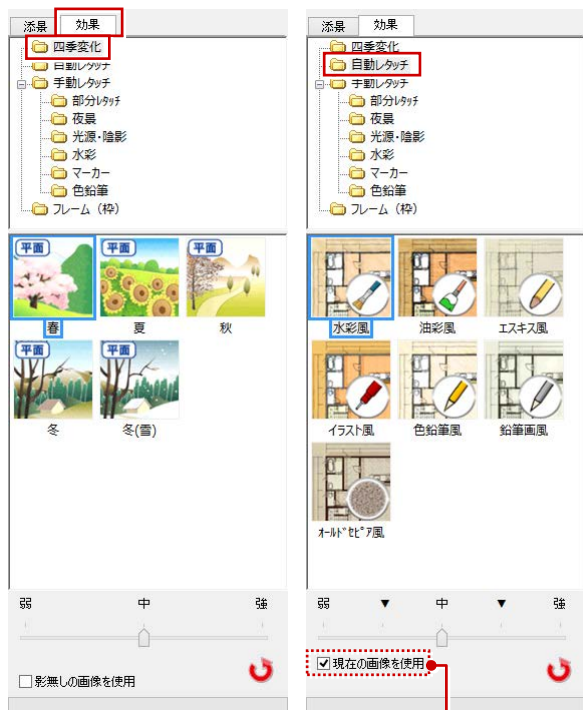 添景 効果
四季変化
自動レタッチ
手動レタッチ
部分レタッチ
夜景
光源・陰影
水彩
マーカー
色鉛筆
フレーム（枠）
平面 平面 平面
春 夏 秋
平面 平面
冬 冬(雪)
弱 中 強
影無しの画像を使用
添景 効果
四季変化
自動レタッチ
手動レタッチ
部分レタッチ
夜景
光源・陰影
水彩
マーカー
色鉛筆
フレーム（枠）
水彩風 油彩風 エスキス風
イラスト風 色鉛筆風 鉛筆画風
オールドセピア風
弱 ▼ 中 ▼ 強
現在の画像を使用